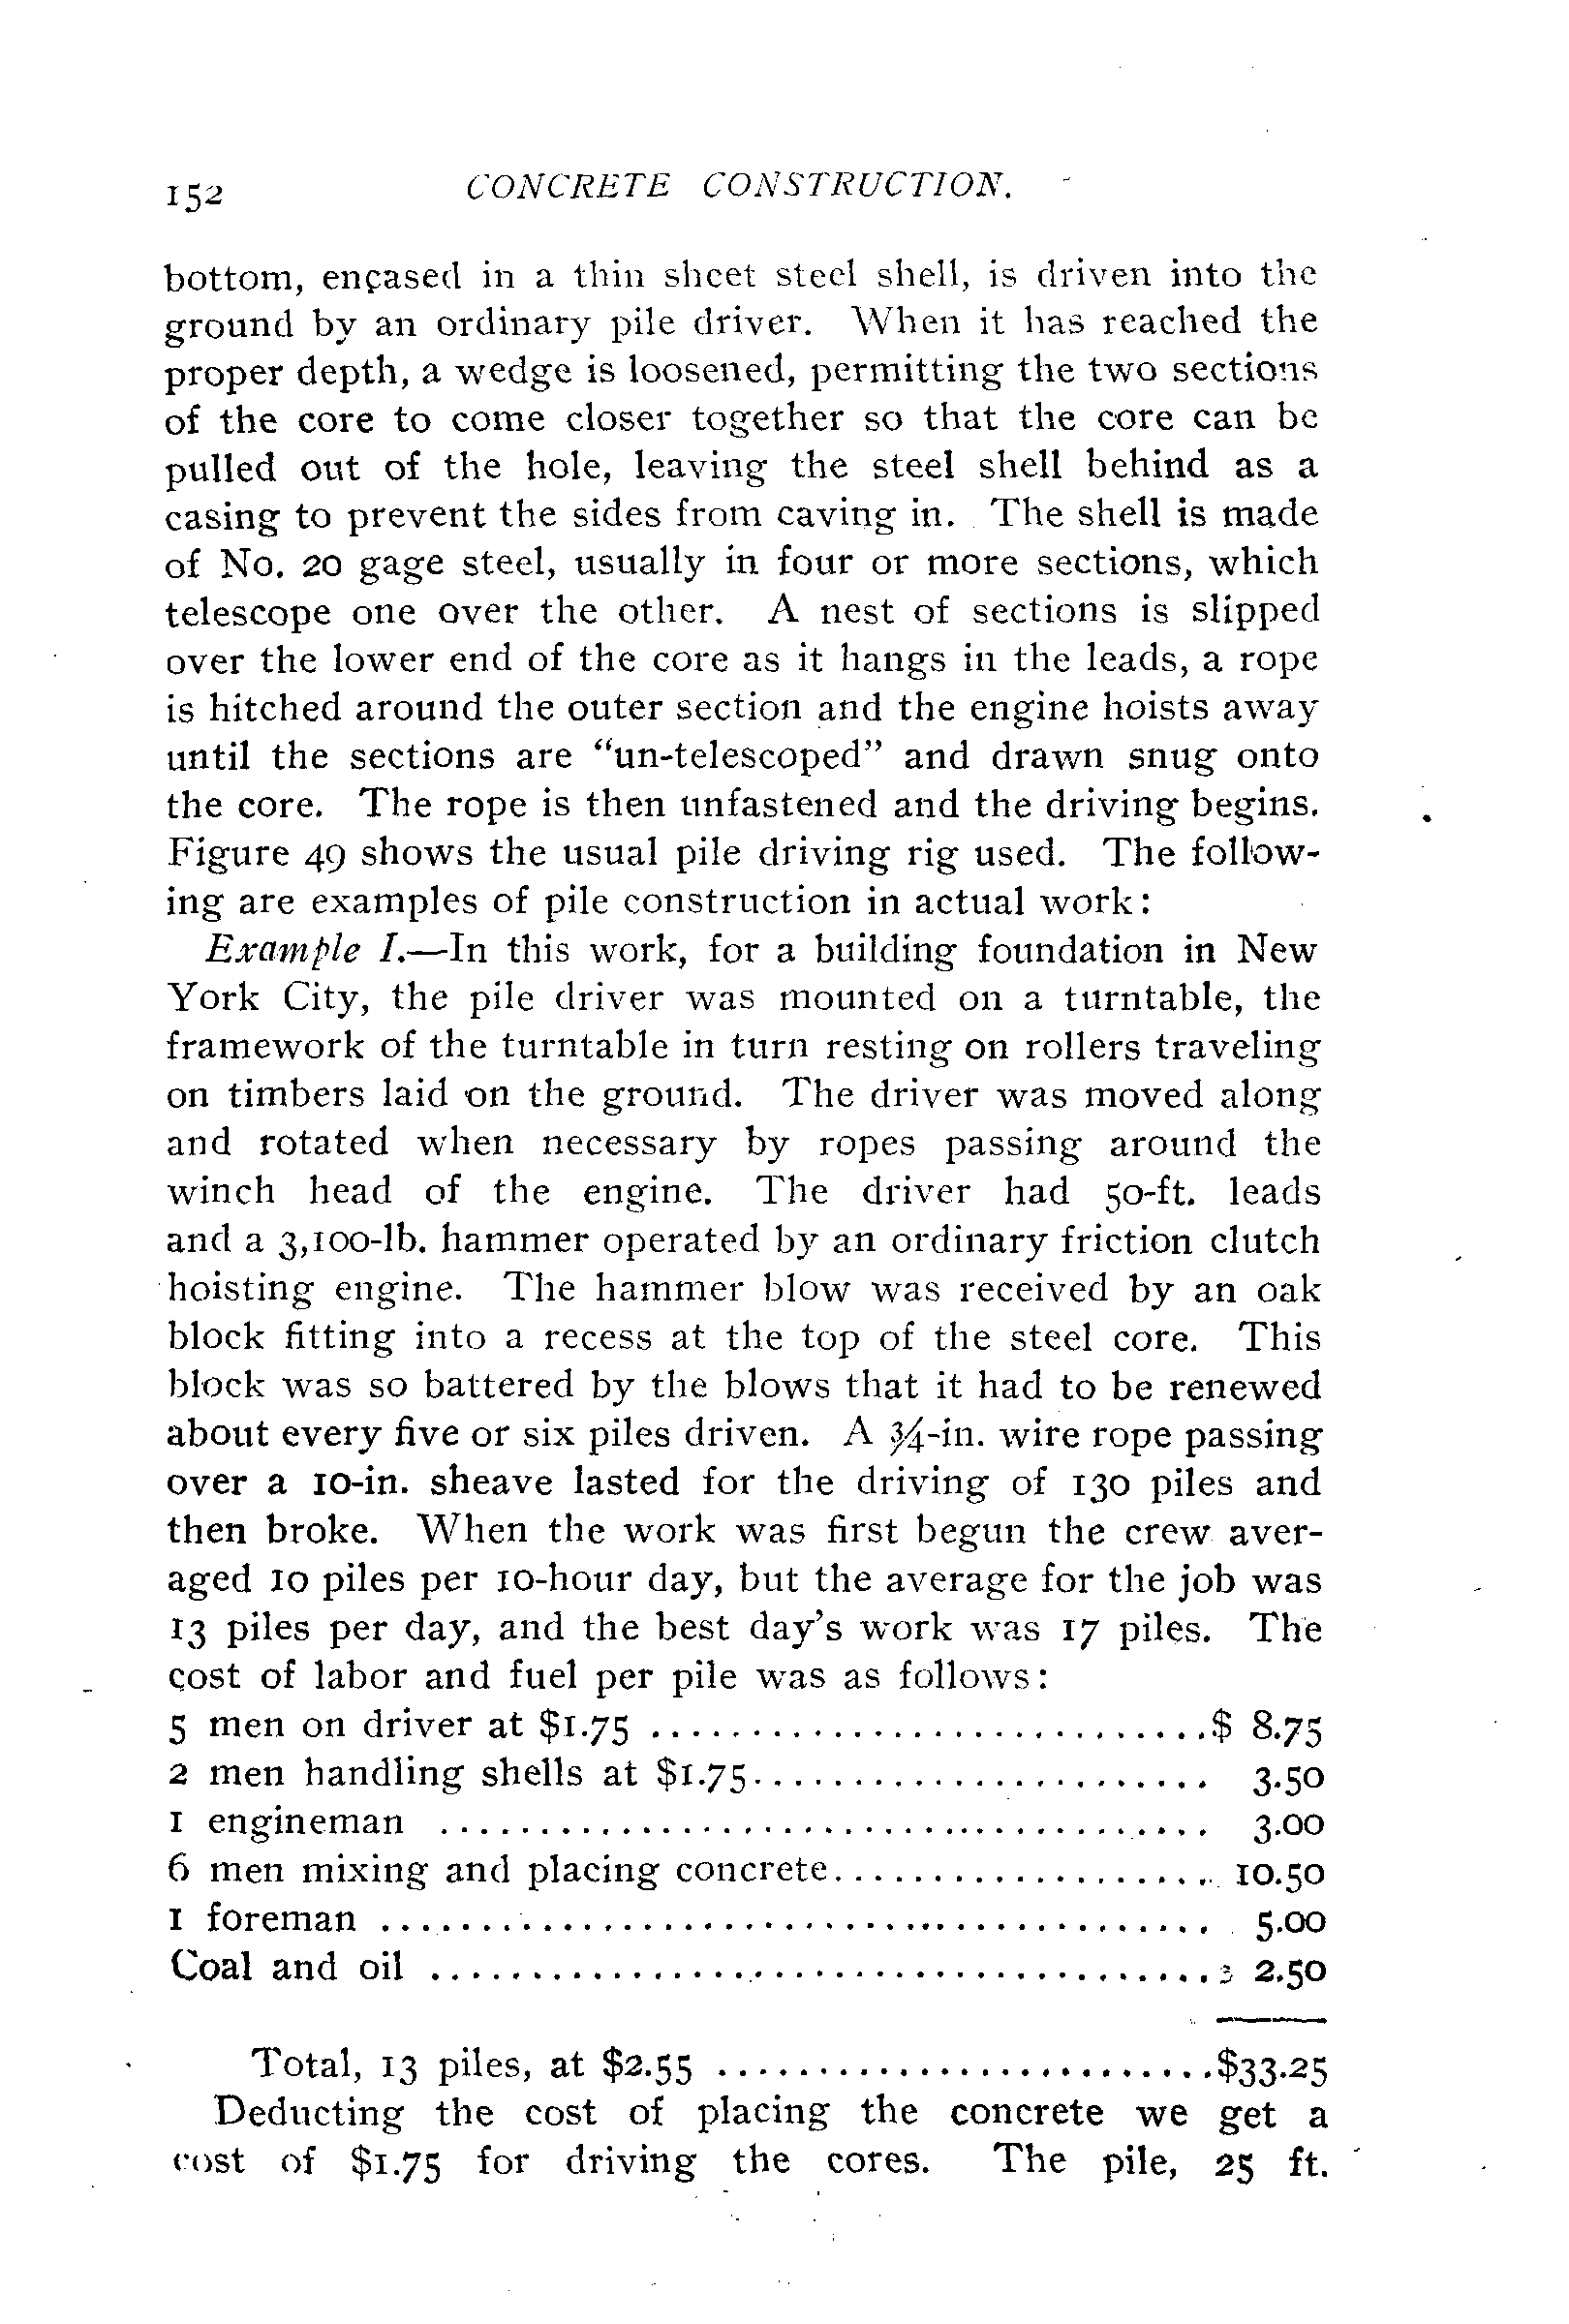 152 CONCRETE CONSTRUCTION.
bottom, encased in a thin sheet steel shell, is driven into the
ground by an ordinary pile driver. When it has reached the
proper depth, a wedge is loosened, permitting the two sections
of the core to come closer together so that the core can be
pulled out of the hole, leaving the steel shell behind as a
casing to prevent the sides from caving in. The shell is made
of No. 20 gage steel, usually in four or more sections, which
telescope one over the other. A nest of sections is slipped
over the lower end of the core as it hangs in the leads, a rope
is hitched around the outer section and the engine hoists away
until the sections are "un-telescoped" and drawn snug onto
the core. The rope is then unfastened and the driving begins.
Figure 49 shows the usual pile driving rig used. The follow-
ing are examples of pile construction in actual work:
Example I.—In this work, for a building foundation in New
York City, the pile driver was mounted on a turntable, the
framework of the turntable in turn resting on rollers traveling
on timbers laid on the ground. The driver was moved along
and rotated when necessary by ropes passing around the
winch head of the engine. The driver had 50-ft. leads
and a 3,100-lb. hammer operated by an ordinary friction clutch
hoisting engine. The hammer blow was received by an oak
block fitting into a recess at the top of the steel core. This
block was so battered by the blows that it had to be renewed
about every five or six piles driven. A ¾-in. wire rope passing
over a 10-in. sheave lasted for the driving of 130 piles and
then broke. When the work was first begun the crew aver-
aged 10 piles per 10-hour day, but the average for the job was
13 piles per day, and the best day's work was 17 piles. The
cost of labor and fuel per pile was as follows:
5 men on driver at $1.75 ............................$ 8.75
2 men handling shells at $1.75....................... 3.50
1 engineman ....................................... 3.00
6 men mixing and placing concrete................... 10.50
1 foreman .......................................... 5.00
Coal and oil ....................................... 2.50
Total, 13 piles, at $2.55 .........................$33.25
Deducting the cost of placing the concrete we get a
cost of $1.75 for driving the cores. The pile, 25 ft.